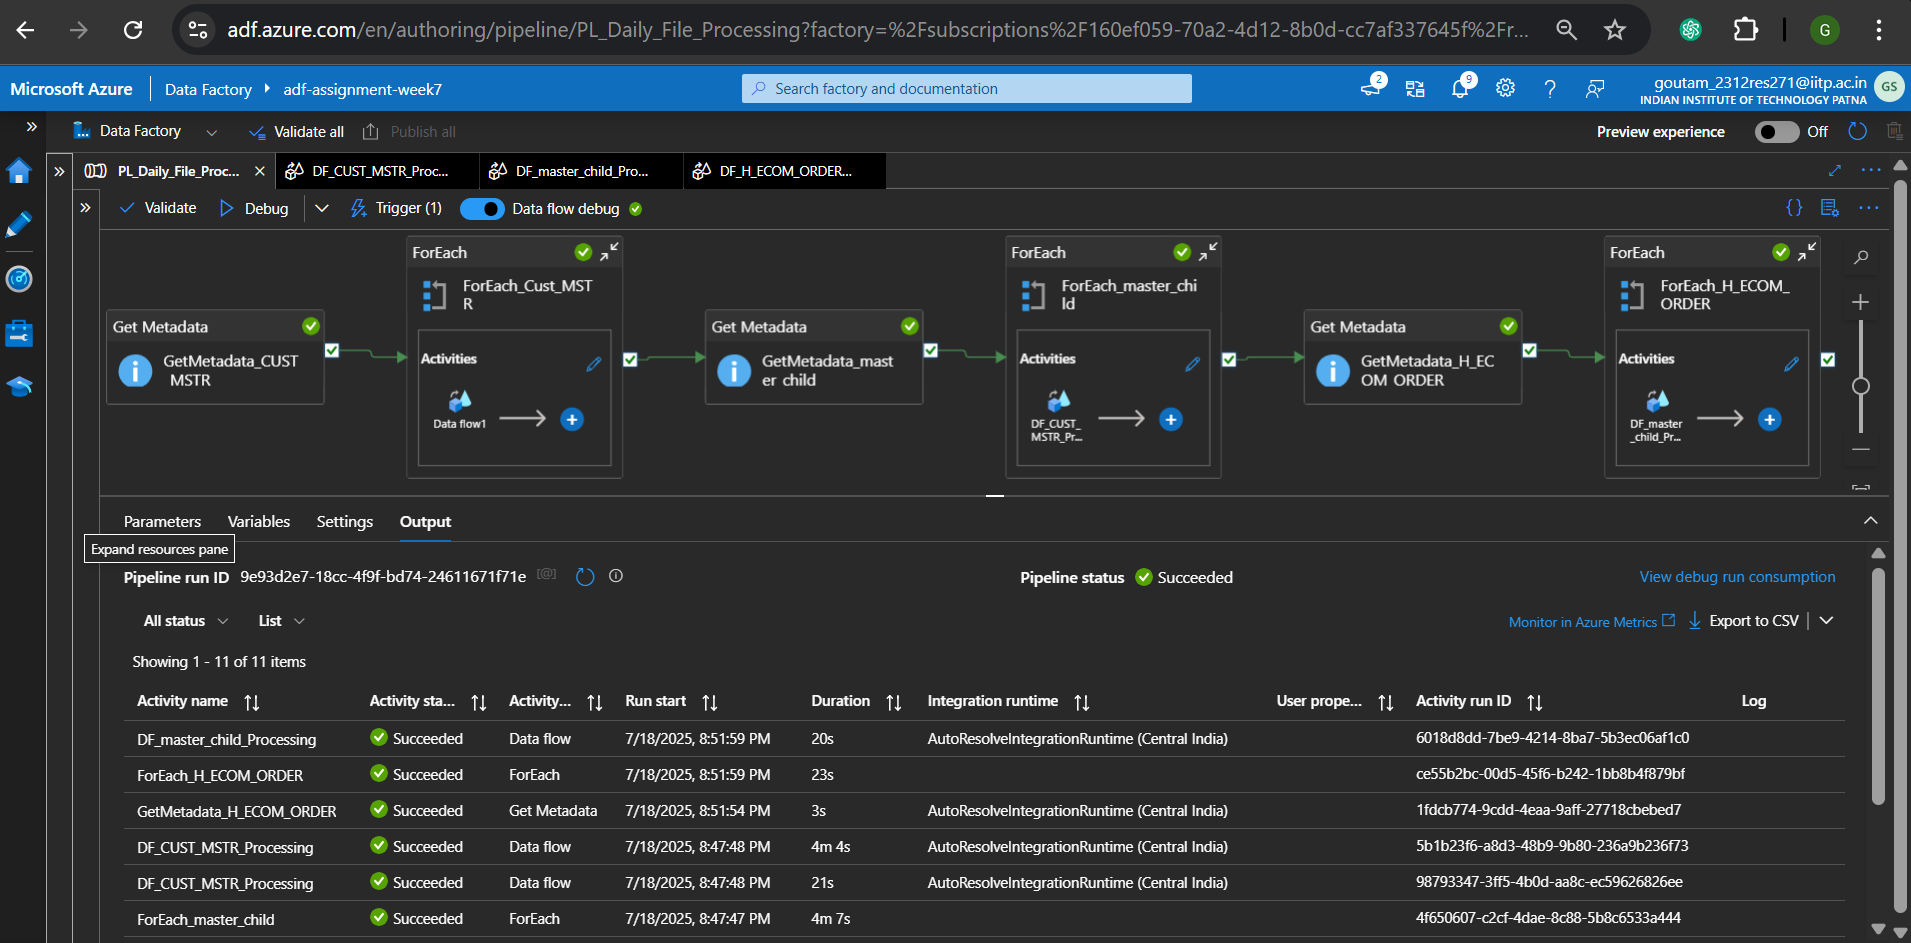 adf.azure.com/en/authoring/pipeline/PL_Daily_File_Processing?factory=%2Fsubscriptions%2F160ef059-70a2-4d12-8b0d-cc7af337645f%2Fr...
G
Microsoft Azure
Data Factory
adf-assignment-week7
Search factory and documentation
2
9
goutam_2312res271@iitp.ac.in
INDIAN INSTITUTE OF TECHNOLOGY PATNA
GS
Data Factory
Validate all
Publish all
Preview experience
Off
PL_Daily_File_Proc...
DF_CUST_MSTR_Proc...
DF_master_child_Pro...
DF_H_ECOM_ORDER...
Validate
Debug
Trigger (1)
Data flow debug
ForEach
ForEach_Cust_MST
R
Activities
Data flow1
ForEach
ForEach_master_chi
ld
Activities
DF_CUST_
MSTR_Pr...
ForEach
ForEach_H_ECOM_
ORDER
Activities
DF_master
_child_Pr...
Get Metadata
GetMetadata_CUST
MSTR
Get Metadata
GetMetadata_mast
er child
Get Metadata
GetMetadata_H_EC
OM ORDER
Parameters
Variables
Settings
Output
Expand resources pane
Pipeline run ID
9e93d2e7-18cc-4f9f-bd74-24611671f71e
[@]
Pipeline status
Succeeded
View debug run consumption
All status
List
Monitor in Azure Metrics
Export to CSV
Showing 1 - 11 of 11 items
Activity name Activity sta... Activity... Run start Duration Integration runtime User prope... Activity run ID Log
DF_master_child_Processing Succeeded Data flow 7/18/2025, 8:51:59 PM 20s AutoResolveIntegrationRuntime (Central India) 6018d8dd-7be9-4214-8ba7-5b3ec06af1c0
ForEach_H_ECOM_ORDER Succeeded ForEach 7/18/2025, 8:51:59 PM 23s ce55b2bc-00d5-45f6-b242-1bb8b4f879bf
GetMetadata_H_ECOM_ORDER Succeeded Get Metadata 7/18/2025, 8:51:54 PM 3s AutoResolveIntegrationRuntime (Central India) 1fdcb774-9cdd-4eaa-9aff-27718cbebed7
DF_CUST_MSTR_Processing Succeeded Data flow 7/18/2025, 8:47:48 PM 4m 4s AutoResolveIntegrationRuntime (Central India) 5b1b23f6-a8d3-48b9-9b80-236a9b236f73
DF_CUST_MSTR_Processing Succeeded Data flow 7/18/2025, 8:47:48 PM 21s AutoResolveIntegrationRuntime (Central India) 98793347-3ff5-4b0d-aa8c-ec59626826ee
ForEach_master_child Succeeded ForEach 7/18/2025, 8:47:47 PM 4m 7s 4f650607-c2cf-4dae-8c88-5b8c6533a444